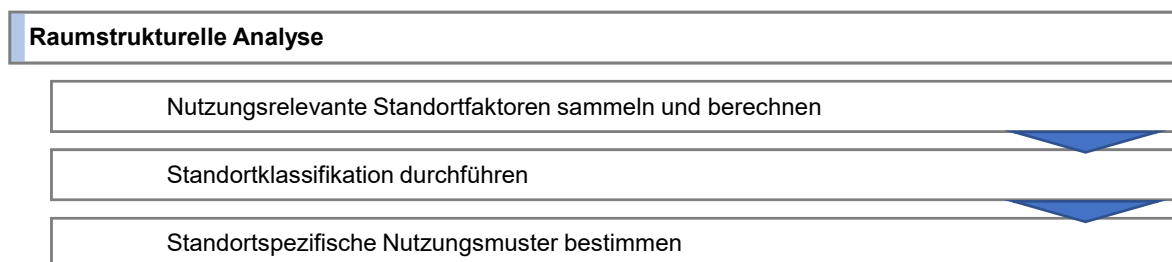 Raumstrukturelle Analyse
Nutzungsrelevante Standortfaktoren sammeln und berechnen
Standortklassifikation durchführen
Standortspezifische Nutzungsmuster bestimmen